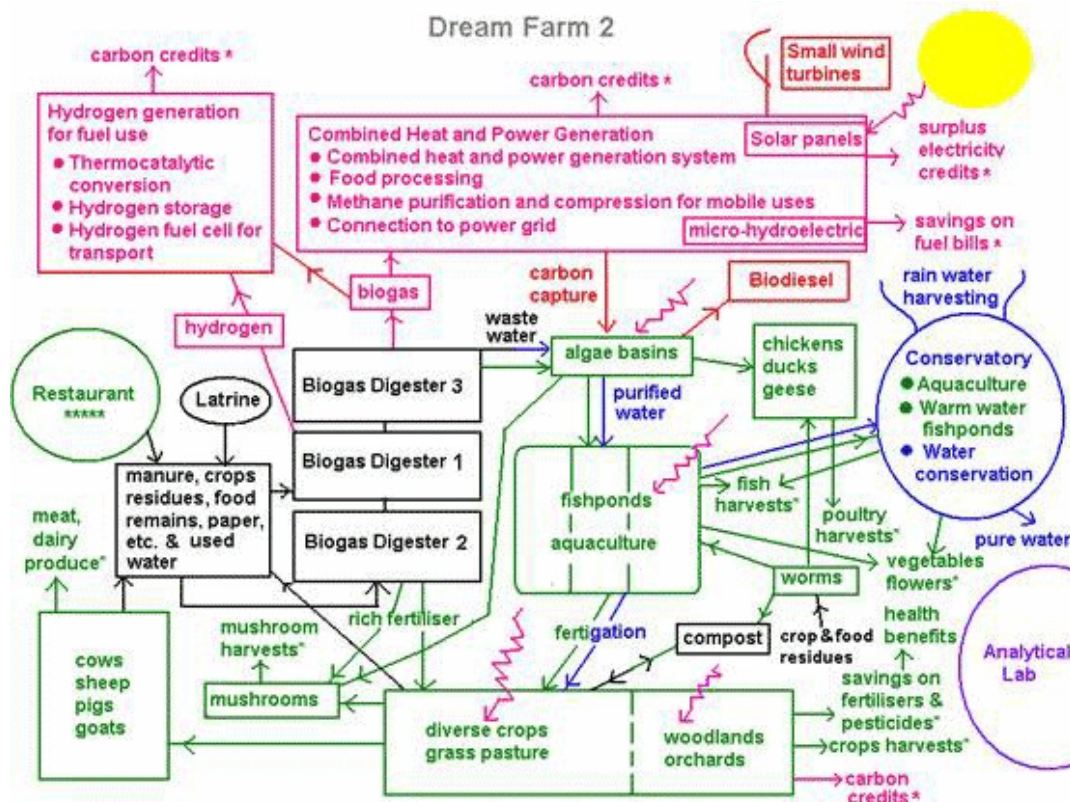 Dream Farm 2
carbon credits *
Hydrogen generation
for fuel use
Thermocatalytic
conversion
Hydrogen storage
Hydrogen fuel cell for
transport
carbon credits *
Small wind
turbines
Combined Heat and Power Generation
Combined heat and power generation system
Food processing
Methane purification and compression for mobile uses
Connection to power grid
Solar panels
micro-hydroelectric
surplus
electricity
credits *
savings on
fuel bills *
biogas
hydrogen
carbon
capture
Biodiesel
rain water
harvesting
waste
water
algae basins
purified
water
chickens
ducks
geese
Conservatory
Aquaculture
Warm water
fishponds
Water
conservation
Restaurant
*****
Latrine
Biogas Digester 3
Biogas Digester 1
Biogas Digester 2
manure, crops
residues, food
remains, paper,
etc. & used
water
fishponds
aquaculture
fish
harvests*
poultry
harvests*
pure water
vegetables
flowers*
meat,
dairy
produce*
worms
rich fertiliser
mushroom
harvests*
fertigation
compost
crop & food
residues
health
benefits
Analytical
Lab
cows
sheep
pigs
goats
mushrooms
savings on
fertilisers &
pesticides*
diverse crops
grass pasture
woodlands
orchards
crops harvests*
carbon
credits *